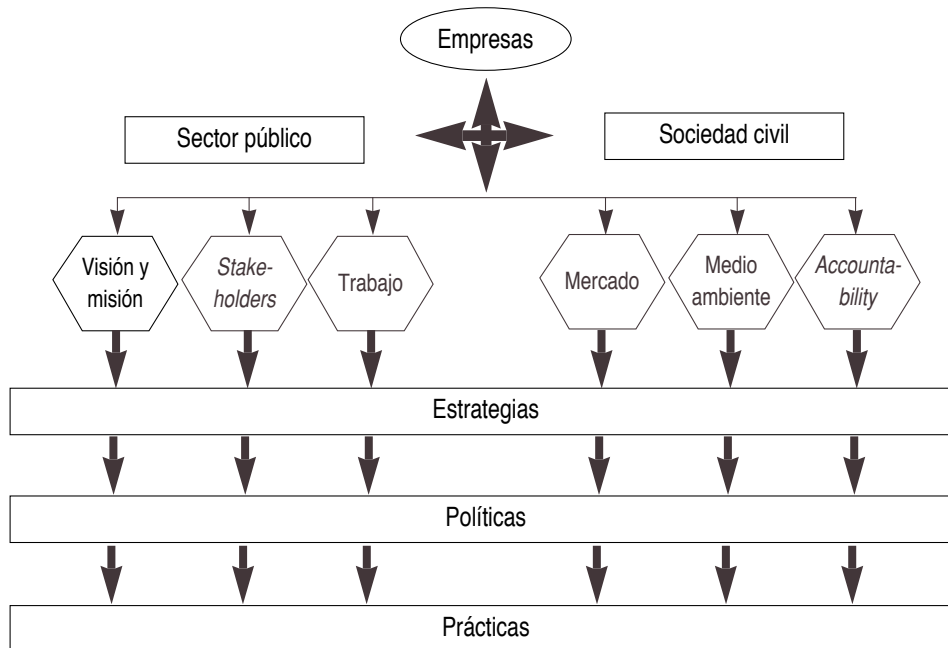 Empresas
Sector público
Sociedad civil
Visión y
misión
Stake-
holders
Trabajo
Mercado
Medio
ambiente
Accounta-
bility
Estrategias
Políticas
Prácticas